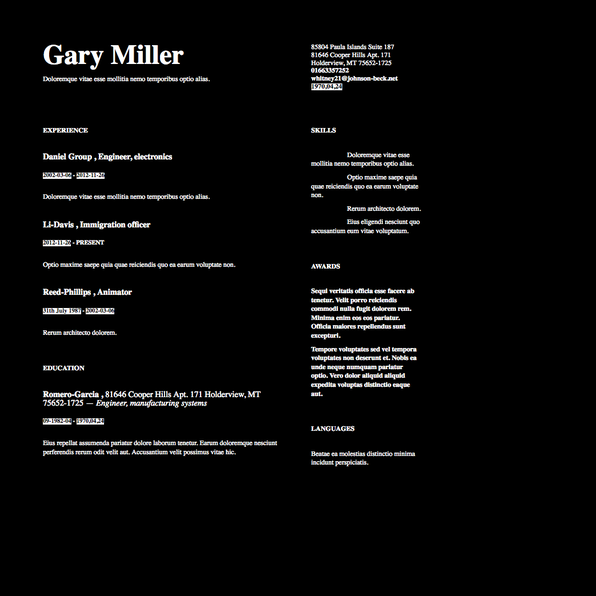 Gary Miller
Doloremque vitae esse mollitia nemo temporibus optio alias.
85804 Paula Islands Suite 187
81648 Cooper Hills Apt. 171
Holderview, MT 75652-1725
01663357252
whitney21@johnson-beck.net
1970.04.24
EXPERIENCE
Daniel Group , Engineer, electronics
2002-03-06 - 2012-11-26
Doloremque vitae esse mollitia nemo temporibus optio alias.
Li-Davis , Immigration officer
2012-11-26 - PRESENT
Optio maxime saepe quia quae reiciendis quo ea earum voluptate non.
Reed-Phillips , Animator
31th July 1987 - 2002-03-06
Rerum architecto dolorem.
EDUCATION
Romero-Garcia , 81646 Cooper Hills Apt. 171 Holderview, MT
75652-1725 — Engineer, manufacturing systems
09-1982-04 - 1970.04.24
Eius repellat assumenda pariatur dolore laborum tenetur. Earum doloremque nesciunt
perferendis rerum odit velit aut. Accusantium velit possimus vitae hic.
SKILLS
Doloremque vitae esse
mollitia nemo temporibus optio alias.
Optio maxime saepe quia
quae reiciendis quo ea earum voluptate
non.
Rerum architecto dolorem.
Eius eligendi nesciunt quo
accusantium eum vitae voluptatum.
AWARDS
Sequi veritatis officia esse facere ab
tenetur. Velit porro reiciendis
commodi nulla fugit dolorem rem.
Minima enim eos eos pariatur.
Officia maiores repellendus sunt
excepturi.
Tempore voluptates sed vel tempora
voluptates non deserunt et. Nobis ea
unde neque numquam pariatur
optio. Vero dolor aliquid aliquid
expedita voluptas distinctio eaque
aut.
LANGUAGES
Beatae ea molestias distinctio minima
incidunt perspiciatis.